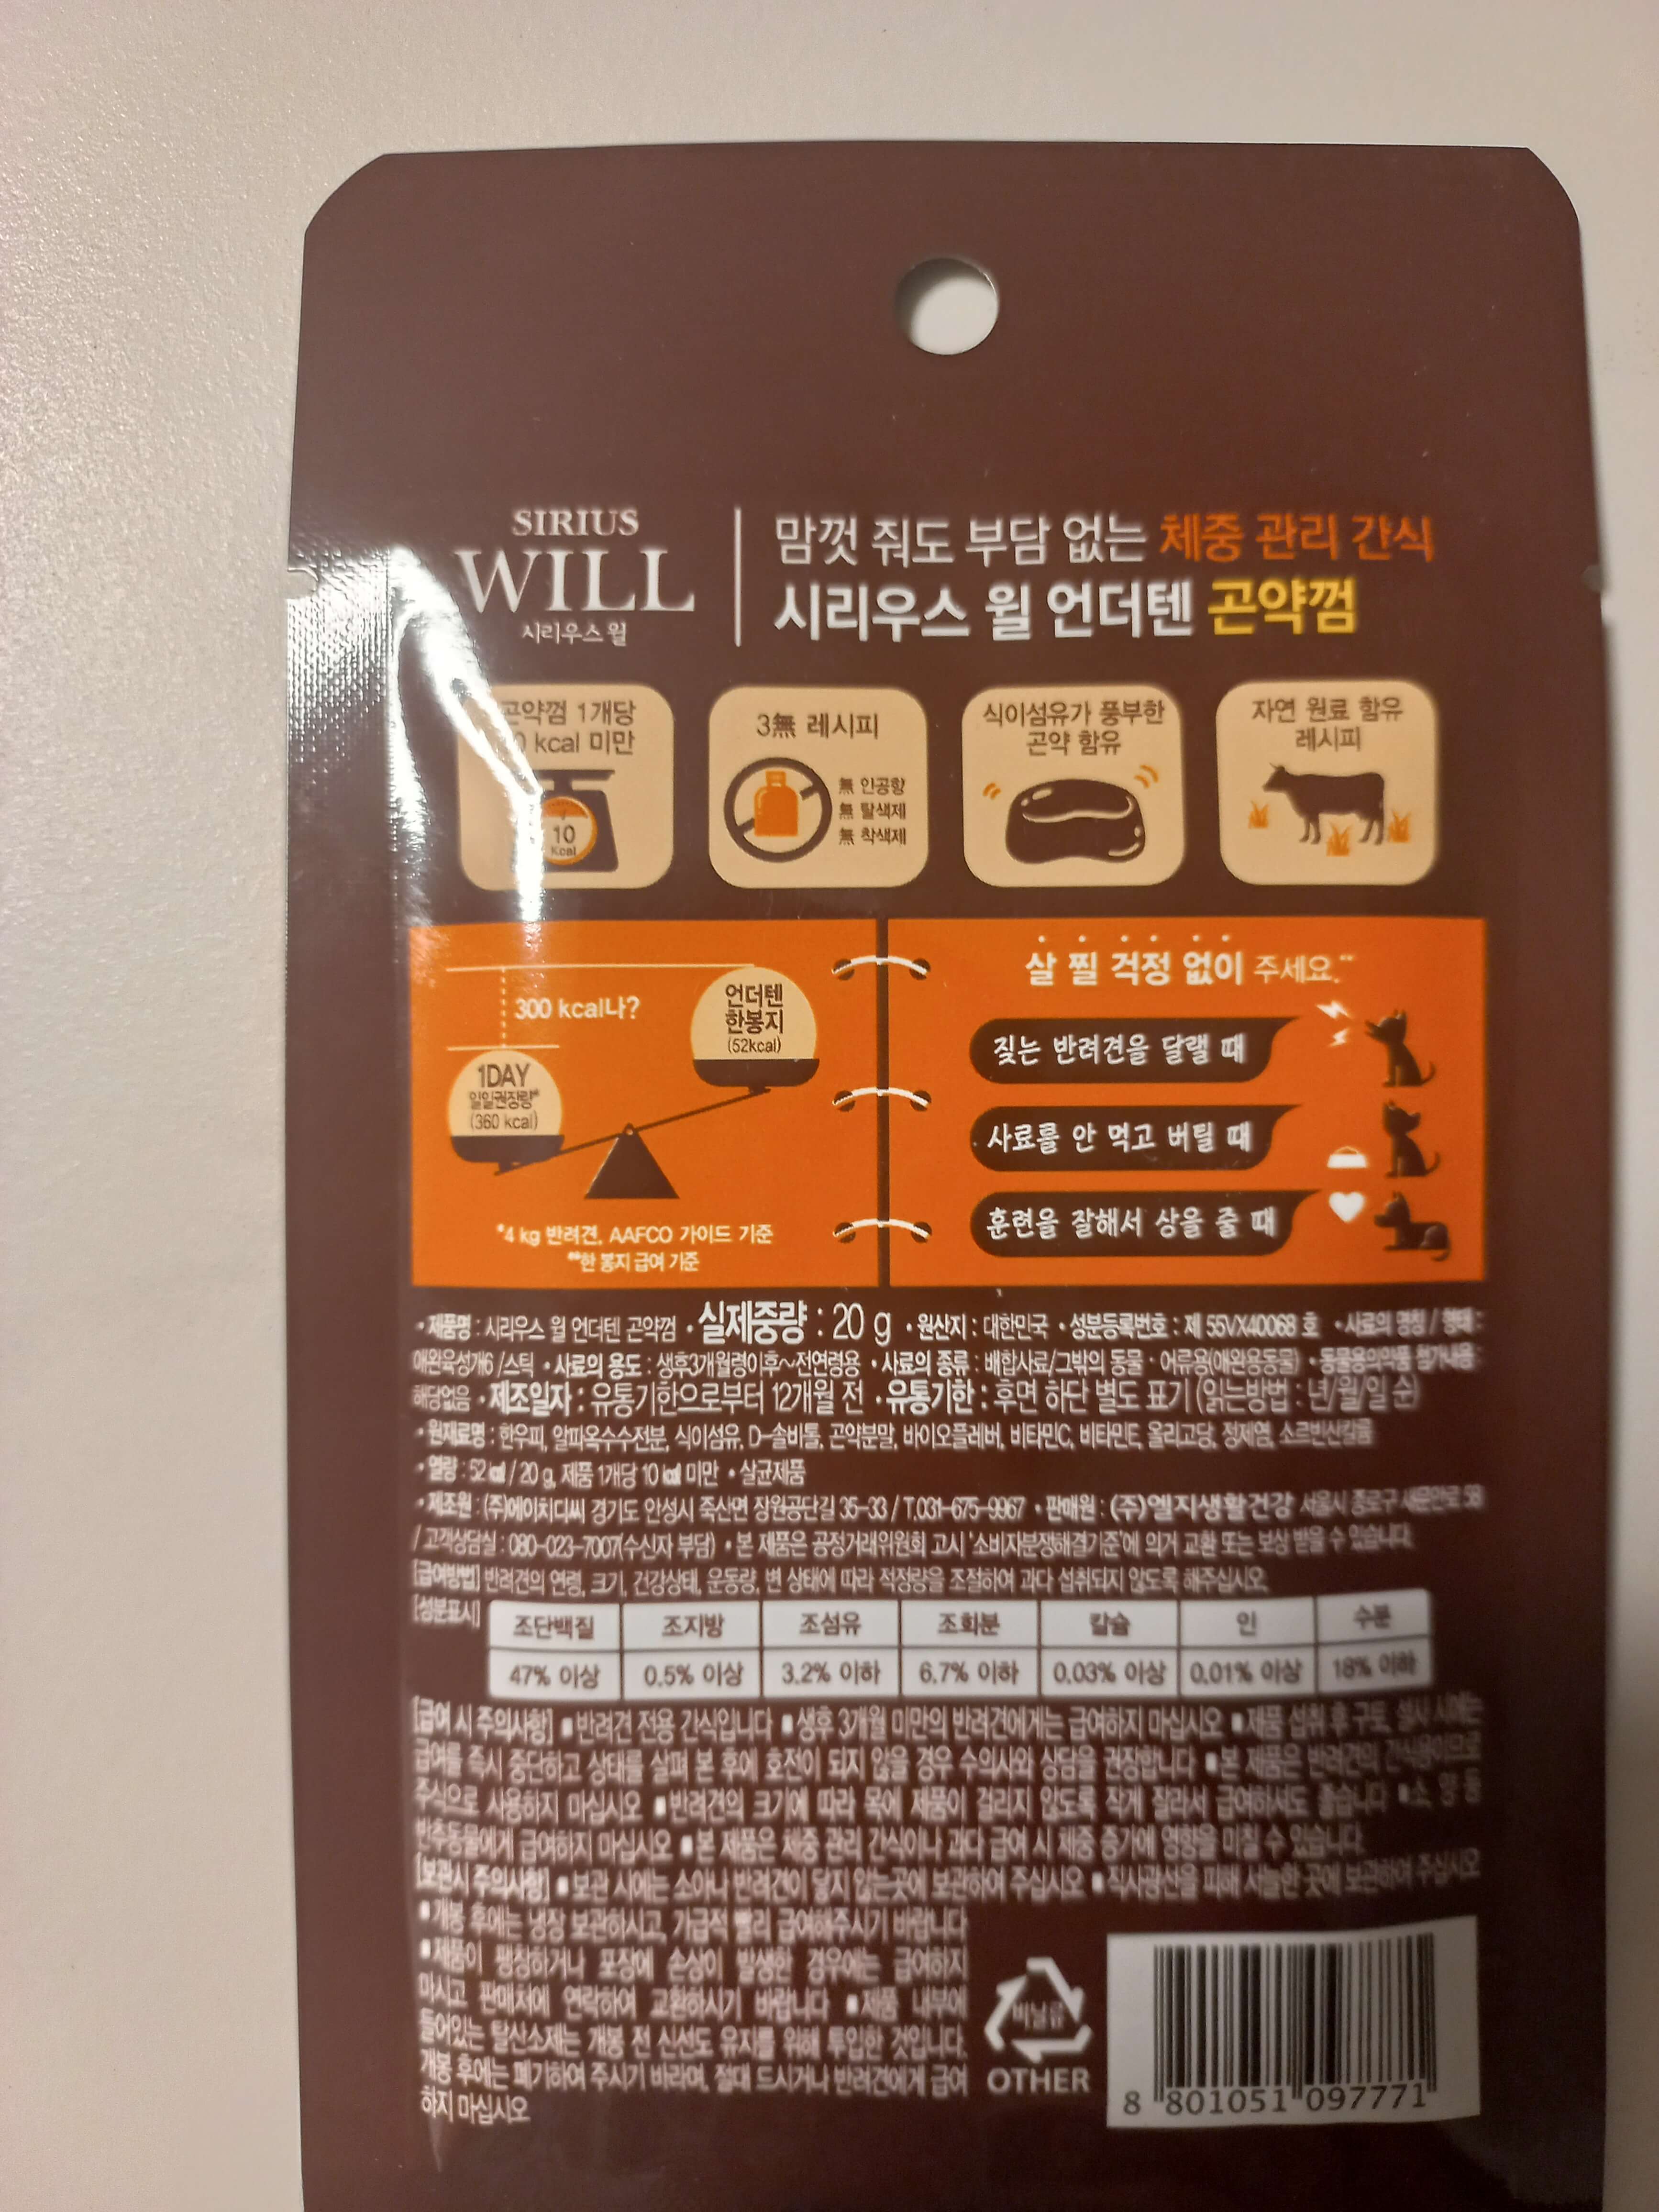 SIRIUS
WILL
시리우스 윌
맘껏 줘도 부담 없는 체중 관리 간식
시리우스 윌 언더텐 곤약껌
곤약껌 1개당
0 kcal 미만
10
Kcal
3無 레시피
無 인공향
無 탈색제
無 착색제
식이섬유가 풍부한
곤약 함유
자연 원료 함유
레시피
300 kcal나?
언더텐
한봉지
(52kcal)
1DAY
일일권장량*
(360 kcal)
*4 kg 반려견, AAFCO 가이드 기준
**한 봉지 급여 기준
살 찔 걱정 없이 주세요.**
짖는 반려견을 달랠 때
사료를 안 먹고 버틸 때
훈련을 잘해서 상을 줄 때
• 제품명 : 시리우스 윌 언더텐 곤약껌 • 실제중량 : 20 g • 원산지 : 대한민국 • 성분등록번호 : 제 55VX40068 호 • 사료의 명칭 / 형태 :
애완육성개6 /스틱 • 사료의 용도 : 생후3개월령이후~전연령용 • 사료의 종류 : 배합사료/그밖의 동물 · 어류용(애완용동물) • 동물용의약품 첨가내용 :
해당없음 • 제조일자 : 유통기한으로부터 12개월 전 • 유통기한 : 후면 하단 별도 표기 (읽는방법 : 년/월/일 순)
• 원재료명 : 한우피, 알파옥수수전분, 식이섬유, D-솔비톨, 곤약분말, 바이오플레버, 비타민C, 비타민E, 올리고당, 정제염, 소르빈산칼륨
• 열량 : 52 kcal / 20 g, 제품 1개당 10 kcal 미만 • 살균제품
• 제조원 : (주)에이치디씨 경기도 안성시 죽산면 장원공단길 35-33 / T.031-675-9967 • 판매원 : (주)엘지생활건강 서울시 종로구 새문안로 58
/ 고객상담실 : 080-023-7007(수신자 부담) • 본 제품은 공정거래위원회 고시 '소비자분쟁해결기준'에 의거 교환 또는 보상 받을 수 있습니다.
[급여방법] 반려견의 연령, 크기, 건강상태, 운동량, 변 상태에 따라 적정량을 조절하여 과다 섭취되지 않도록 해주십시오.
[성분표시] 조단백질 조지방 조섬유 조회분 칼슘 인 수분
47% 이상 0.5% 이상 3.2% 이하 6.7% 이하 0.03% 이상 0.01% 이상 18% 이하
[급여 시 주의사항] ■ 반려견 전용 간식입니다 ■ 생후 3개월 미만의 반려견에게는 급여하지 마십시오 ■ 제품 섭취 후 구토, 설사 시에는
급여를 즉시 중단하고 상태를 살펴 본 후에 호전이 되지 않을 경우 수의사와 상담을 권장합니다 ■ 본 제품은 반려견의 간식용이므로
주식으로 사용하지 마십시오 ■ 반려견의 크기에 따라 목에 제품이 걸리지 않도록 작게 잘라서 급여하셔도 좋습니다 ■ 소, 양 등
반추동물에게 급여하지 마십시오 ■ 본 제품은 체중 관리 간식이나 과다 급여 시 체중 증가에 영향을 미칠 수 있습니다.
[보관시 주의사항] ■ 보관 시에는 소아나 반려견이 닿지 않는곳에 보관하여 주십시오 ■ 직사광선을 피해 서늘한 곳에 보관하여 주십시오
■ 개봉 후에는 냉장 보관하시고, 가급적 빨리 급여해주시기 바랍니다
■ 제품이 팽창하거나 포장에 손상이 발생한 경우에는 급여하지
마시고 판매처에 연락하여 교환하시기 바랍니다 ■ 제품 내부에
들어있는 탈산소제는 개봉 전 신선도 유지를 위해 투입한 것입니다.
개봉 후에는 폐기하여 주시기 바라며, 절대 드시거나 반려견에게 급여
하지 마십시오
비닐류
OTHER
8 801051 097771